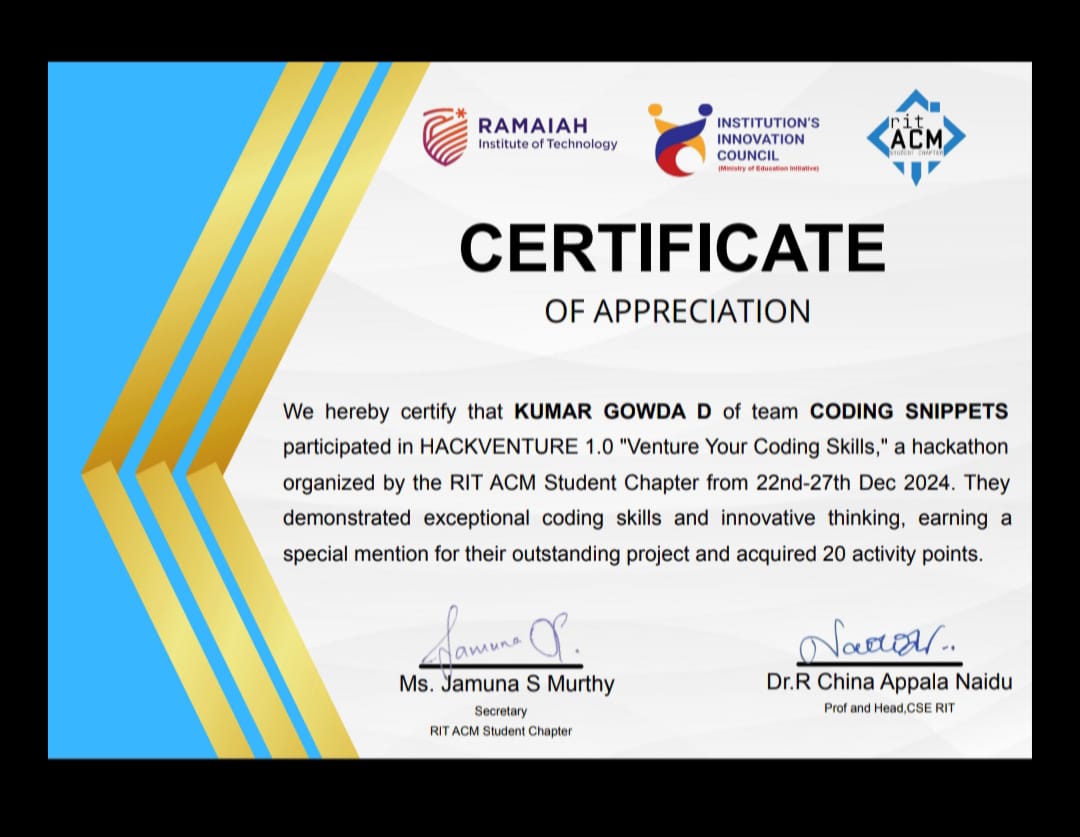 RAMAIAH
Institute of Technology
INSTITUTION'S
INNOVATION
COUNCIL
(Ministry of Education Initiative)
rit
ACM
STUDENT CHAPTER
CERTIFICATE
OF APPRECIATION
We hereby certify that KUMAR GOWDA D of team CODING SNIPPETS
participated in HACKVENTURE 1.0 "Venture Your Coding Skills," a hackathon
organized by the RIT ACM Student Chapter from 22nd-27th Dec 2024. They
demonstrated exceptional coding skills and innovative thinking, earning a
special mention for their outstanding project and acquired 20 activity points.
Jamuna
Ms. Jamuna S Murthy
Secretary
RIT ACM Student Chapter
Dr.R China Appala Naidu
Prof and Head,CSE RIT